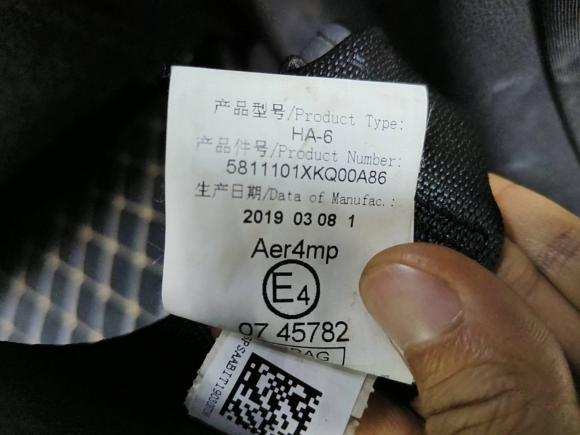 产品型号/Product Type:
HA-6
产品件号/Product Number:
5811101XKQ00A86
生产日期/Data of Manufac.:
2019 03 08 1
Aer4mp
E4
07 45782